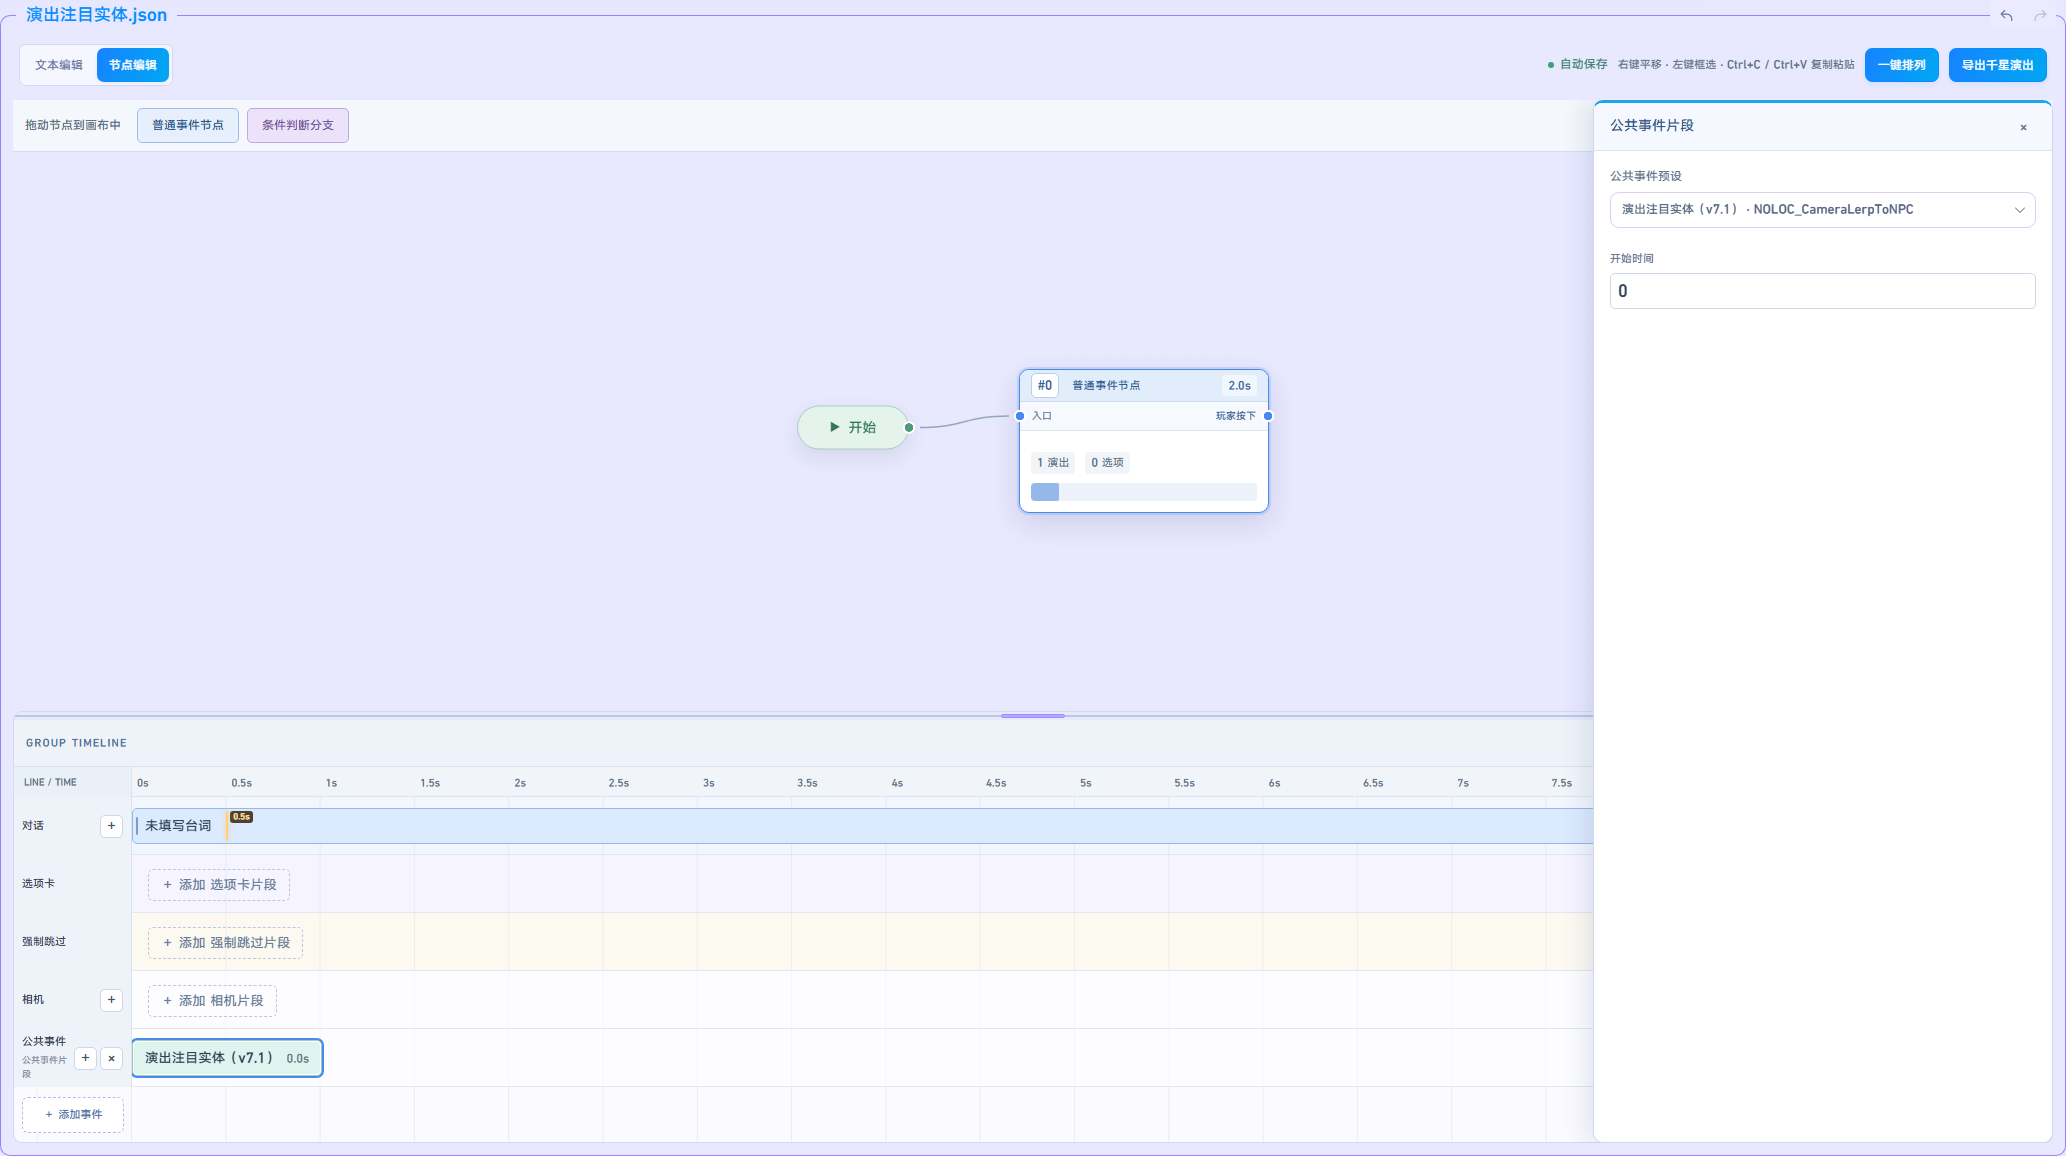 演出注目实体.json
文本编辑
节点编辑
自动保存
右键平移 · 左键框选 · Ctrl+C / Ctrl+V 复制粘贴
一键排列
导出千星演出
拖动节点到画布中
普通事件节点
条件判断分支
公共事件片段
×
公共事件预设
演出注目实体（v7.1） · NOLOC_CameraLerpToNPC
开始时间
0
▶ 开始
#0
普通事件节点
2.0s
入口
玩家按下
1 演出
0 选项
GROUP TIMELINE
LINE / TIME
0s
0.5s
1s
1.5s
2s
2.5s
3s
3.5s
4s
4.5s
5s
5.5s
6s
6.5s
7s
7.5s
对话
+
未填写台词
0.5s
选项卡
+ 添加 选项卡片段
强制跳过
+ 添加 强制跳过片段
相机
+
+ 添加 相机片段
公共事件
公共事件片
段
+
×
演出注目实体（v7.1）
0.0s
+ 添加事件